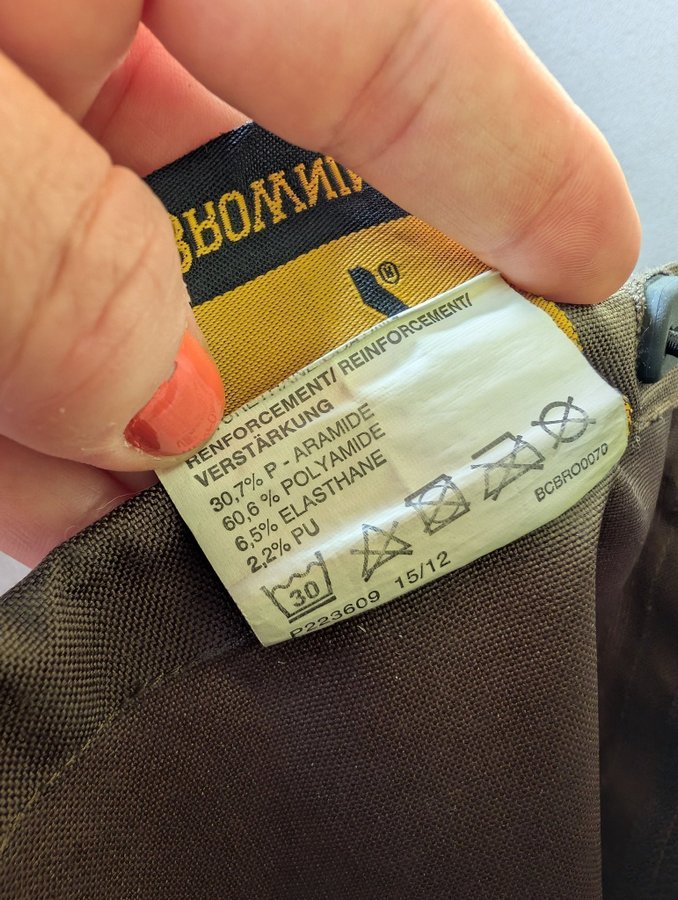 BROWNIN
®
RENFORCEMENT/ REINFORCEMENT/
VERSTÄRKUNG
30,7% P - ARAMIDE
60,6 % POLYAMIDE
6,5% ELASTHANE
2,2% PU
30
BCBRO0070
P223609 15/12